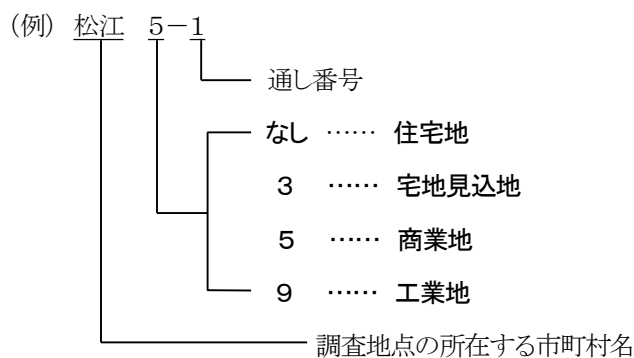 (例) 松江 5－1
通し番号
なし …… 住宅地
3 …… 宅地見込地
5 …… 商業地
9 …… 工業地
調査地点の所在する市町村名